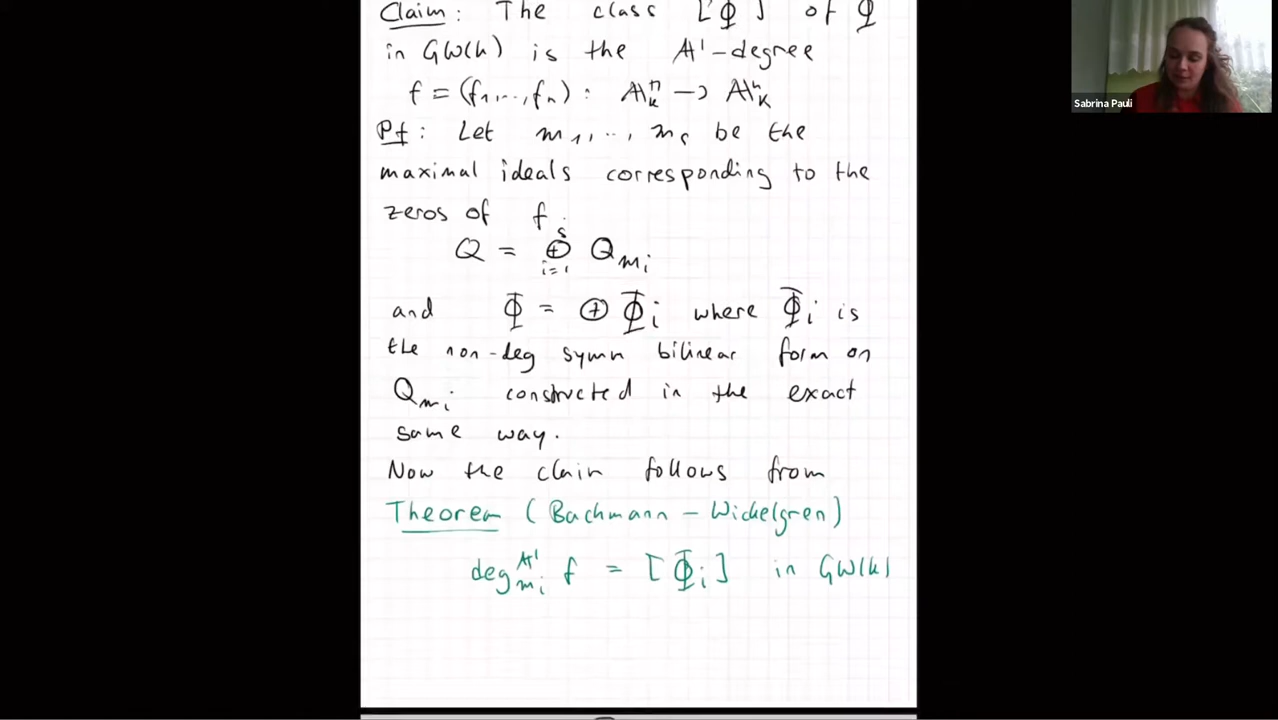 Claim: The class [Φ] of Φ
in GW(k) is the A¹-degree
f = (f₁,..., fₙ): Aⁿₖ → Aⁿₖ
Pf: Let m₁, .., mₛ be the
maximal ideals corresponding to the
zeros of f.
Q = ⊕ᵢ₌₁ˢ Q_{mᵢ}
and Φ = ⊕ Φᵢ where Φᵢ is
the non-deg symm bilinear form on
Q_{mᵢ} constructed in the exact
same way.
Now the claim follows from
Theorem (Bachmann - Wickelgren)
deg^{A¹}_{mᵢ} f = [Φᵢ] in GW(k)
Sabrina Pauli